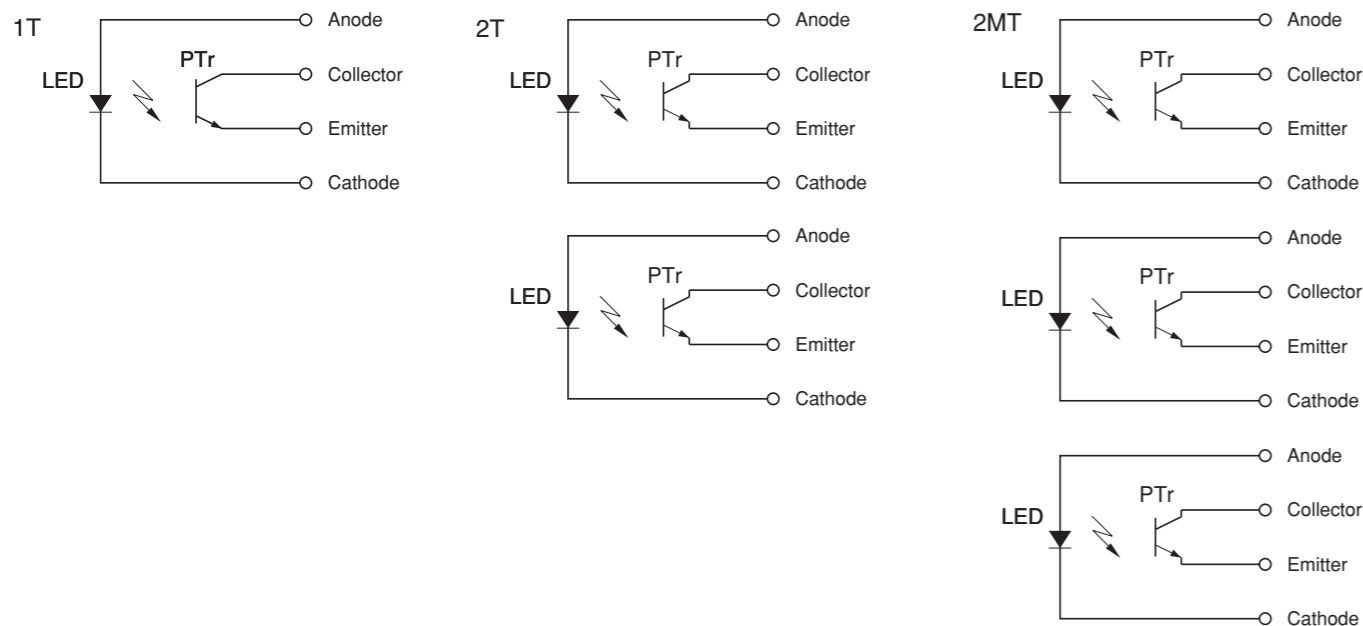 1T
Anode
PTr
Collector
LED
Emitter
Cathode
2T
Anode
PTr
Collector
LED
Emitter
Cathode
Anode
PTr
Collector
LED
Emitter
Cathode
2MT
Anode
PTr
Collector
LED
Emitter
Cathode
Anode
PTr
Collector
LED
Emitter
Cathode
Anode
PTr
Collector
LED
Emitter
Cathode